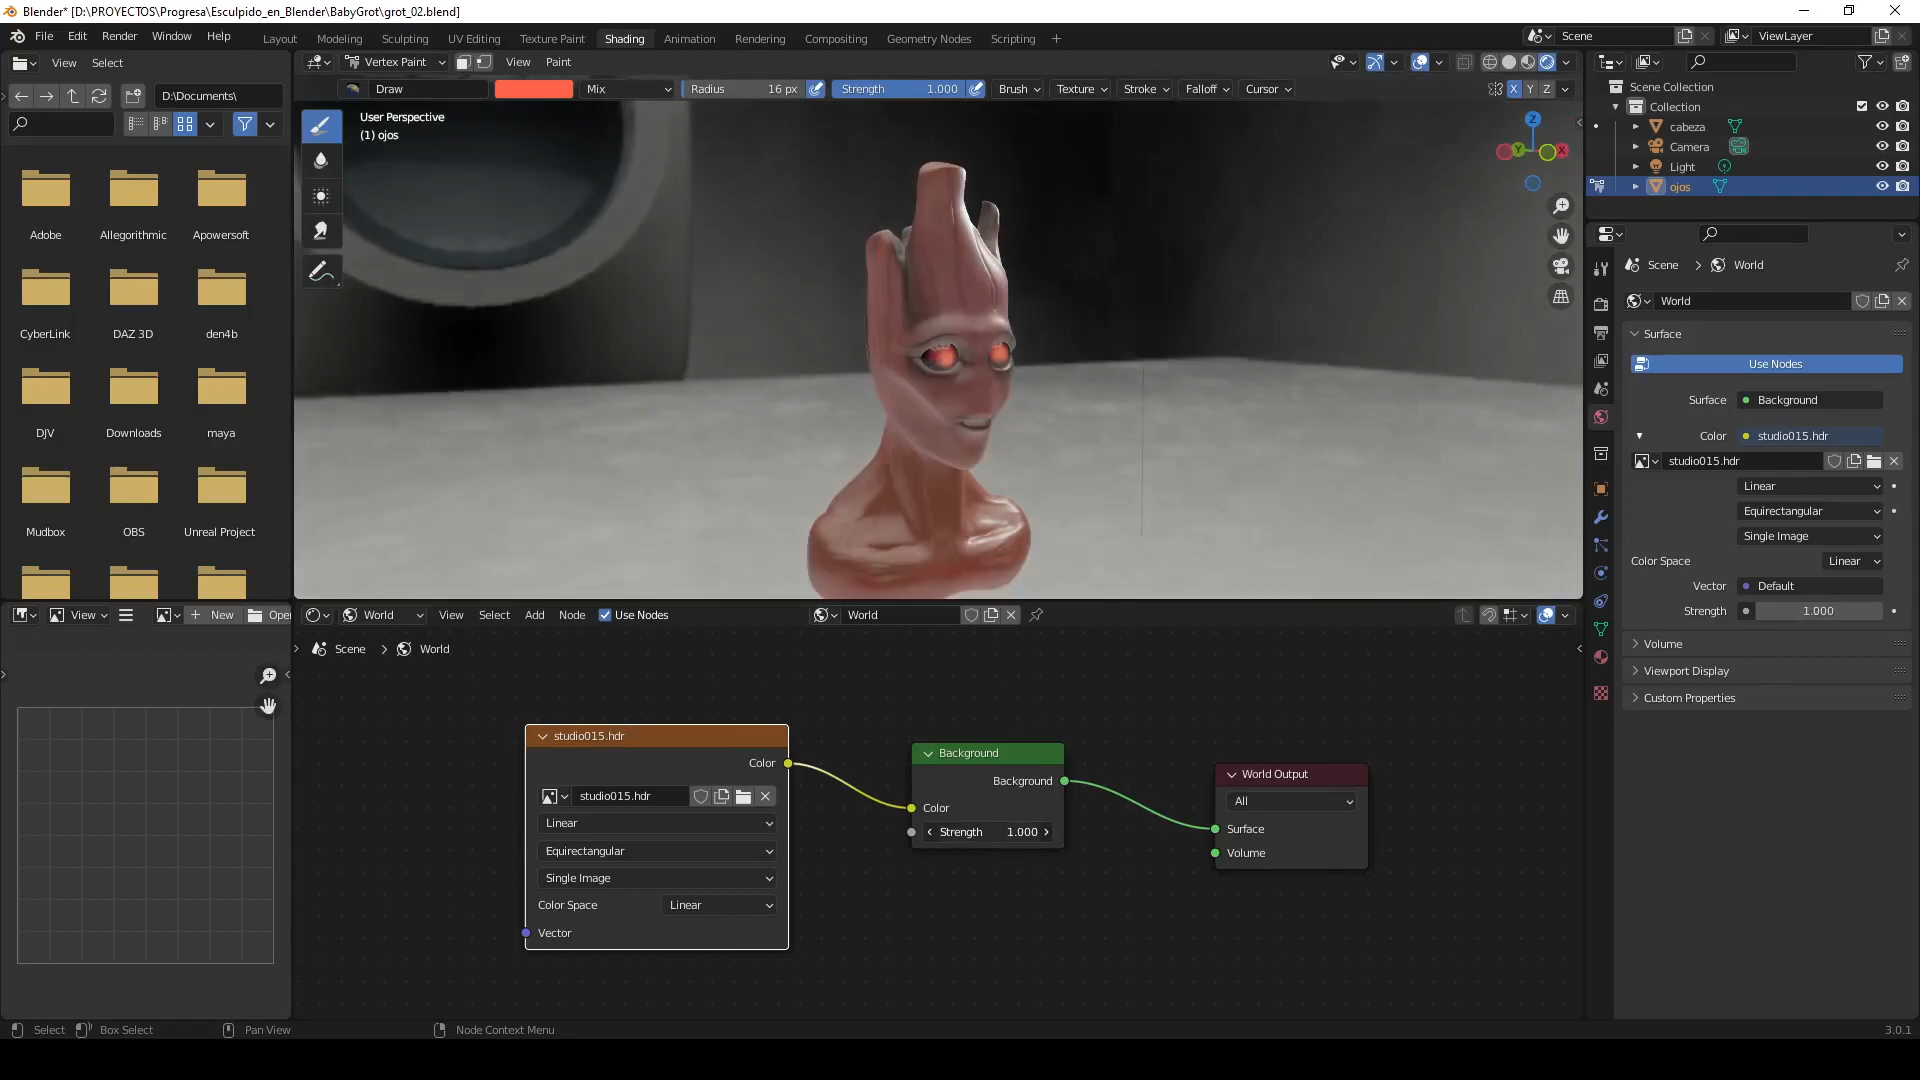 Blender* [D:\PROYECTOS\Progresa\Esculpido_en_Blender\BabyGrot\grot_02.blend]
File Edit Render Window Help
Layout Modeling Sculpting UV Editing Texture Paint Shading Animation Rendering Compositing Geometry Nodes Scripting +
Scene
ViewLayer
View Select
D:\Documents\
Adobe Allegorithmic Apowersoft
CyberLink DAZ 3D den4b
DJV Downloads maya
Mudbox OBS Unreal Project
Vertex Paint View Paint
Draw Mix Radius 16 px Strength 1.000 Brush Texture Stroke Falloff Cursor X Y Z
User Perspective
(1) ojos
Z
Y X
Scene Collection
Collection
cabeza
Camera
Light
ojos
Scene > World
World
Surface
Use Nodes
Surface Background
Color studio015.hdr
studio015.hdr
Linear
Equirectangular
Single Image
Color Space Linear
Vector Default
Strength 1.000
Volume
Viewport Display
Custom Properties
View + New Open
World View Select Add Node Use Nodes World
Scene > World
studio015.hdr
Color
studio015.hdr
Linear
Equirectangular
Single Image
Color Space Linear
Vector
Background
Background
Color
Strength 1.000
World Output
All
Surface
Volume
Select Box Select Pan View Node Context Menu 3.0.1